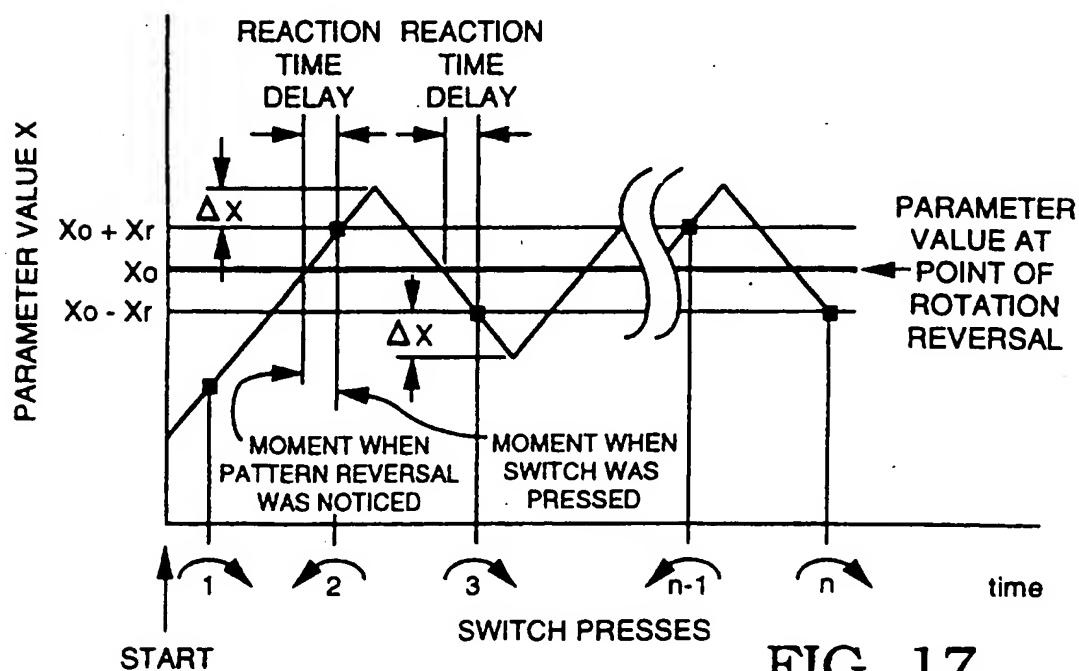 REACTION
TIME
DELAY
REACTION
TIME
DELAY
PARAMETER VALUE X
Δ X
Xo + Xr
Xo
Xo - Xr
Δ X
PARAMETER
VALUE AT
POINT OF
ROTATION
REVERSAL
MOMENT WHEN
PATTERN REVERSAL
WAS NOTICED
MOMENT WHEN
SWITCH WAS
PRESSED
1 2 3 n-1 n time
SWITCH PRESSES
START
FIG. 17